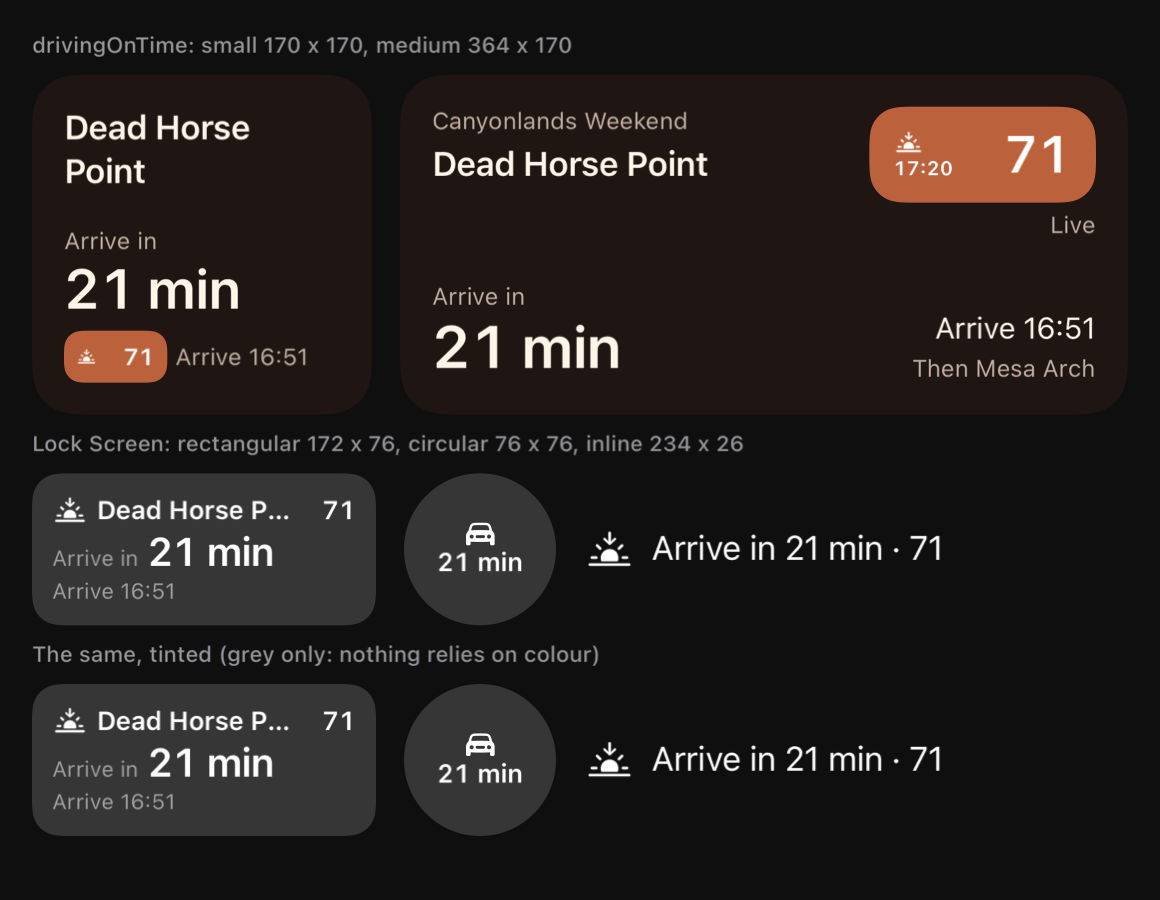 drivingOnTime: small 170 x 170, medium 364 x 170
Dead Horse
Point
Arrive in
21 min
71 Arrive 16:51
Canyonlands Weekend
Dead Horse Point
17:20 71
Live
Arrive in
21 min
Arrive 16:51
Then Mesa Arch
Lock Screen: rectangular 172 x 76, circular 76 x 76, inline 234 x 26
Dead Horse P... 71
Arrive in 21 min
Arrive 16:51
21 min
Arrive in 21 min · 71
The same, tinted (grey only: nothing relies on colour)
Dead Horse P... 71
Arrive in 21 min
Arrive 16:51
21 min
Arrive in 21 min · 71